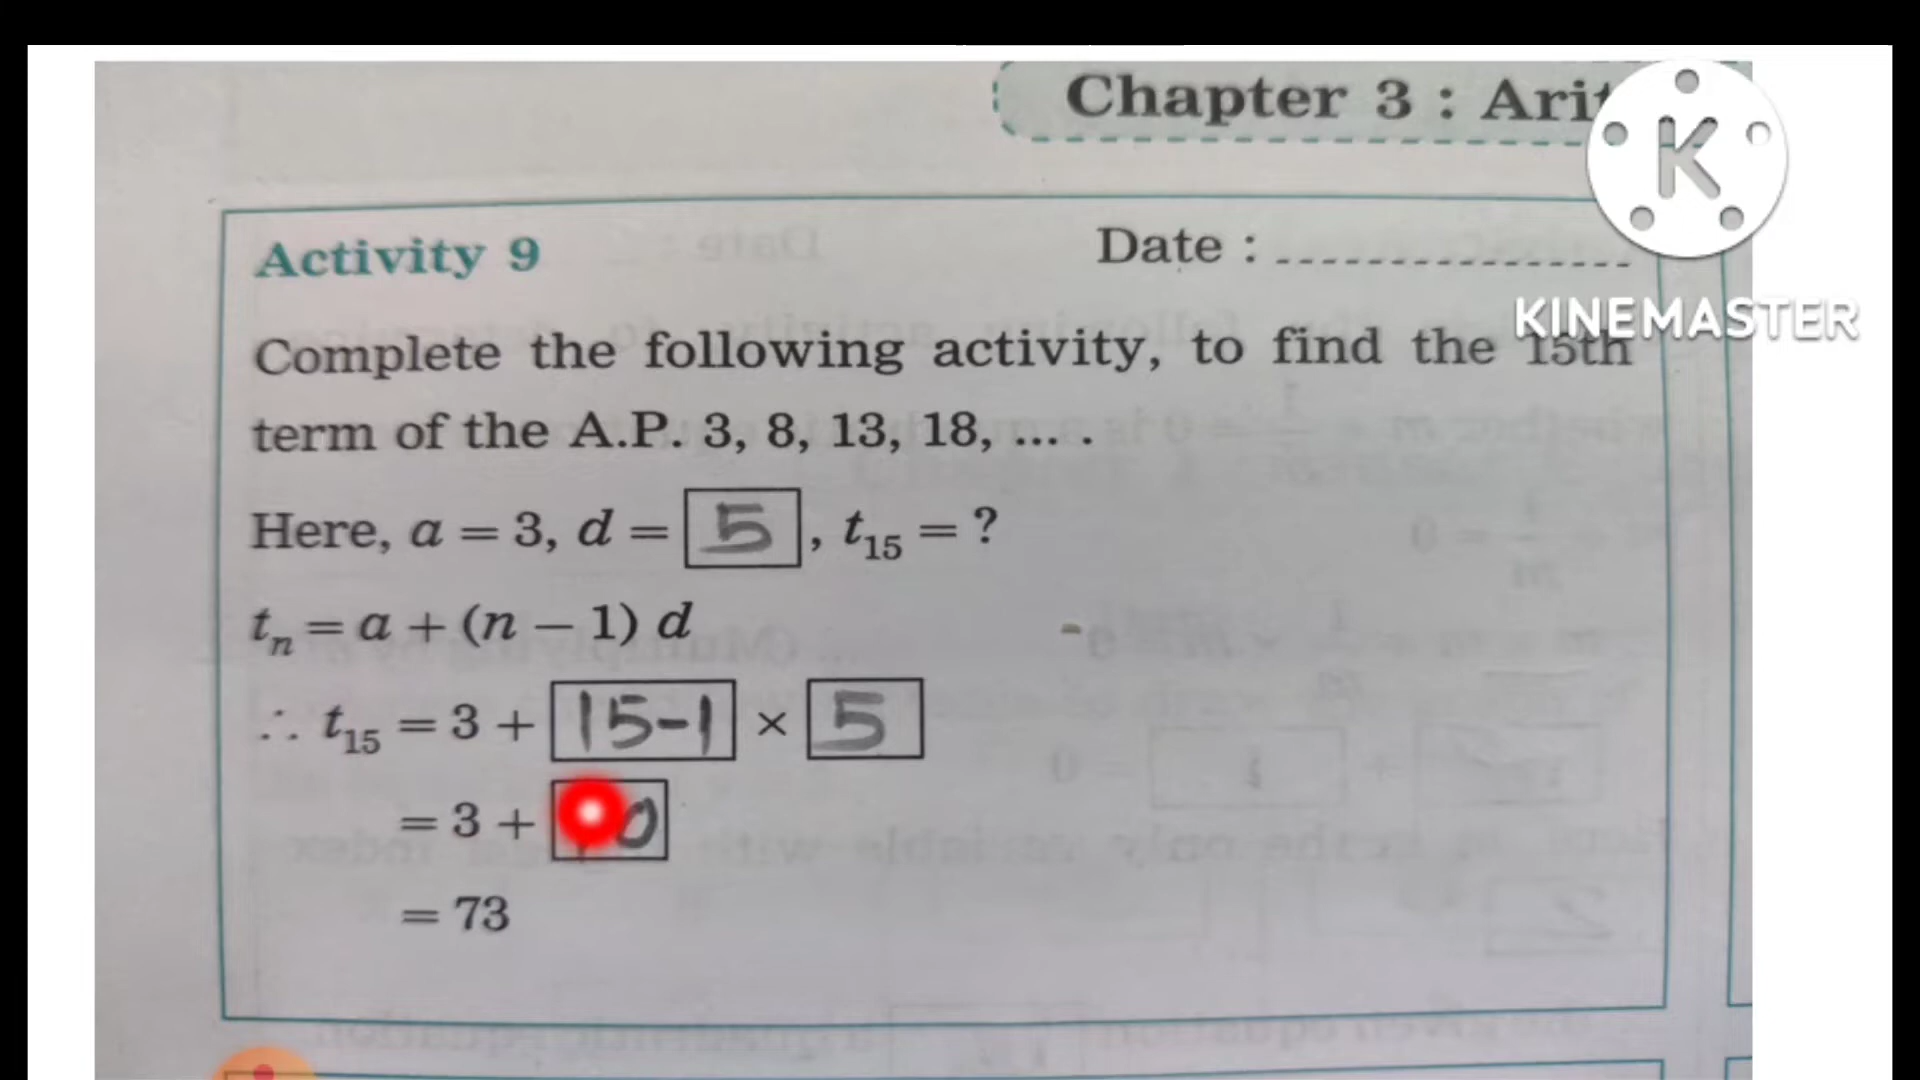 Chapter 3 : Arit
Activity 9
Date : ................
KINEMASTER
Complete the following activity, to find the 15th
term of the A.P. 3, 8, 13, 18, ... .
Here, a = 3, d = 5, t15 = ?
tn = a + (n – 1) d
∴ t15 = 3 + 15-1 × 5
= 3 +
= 73